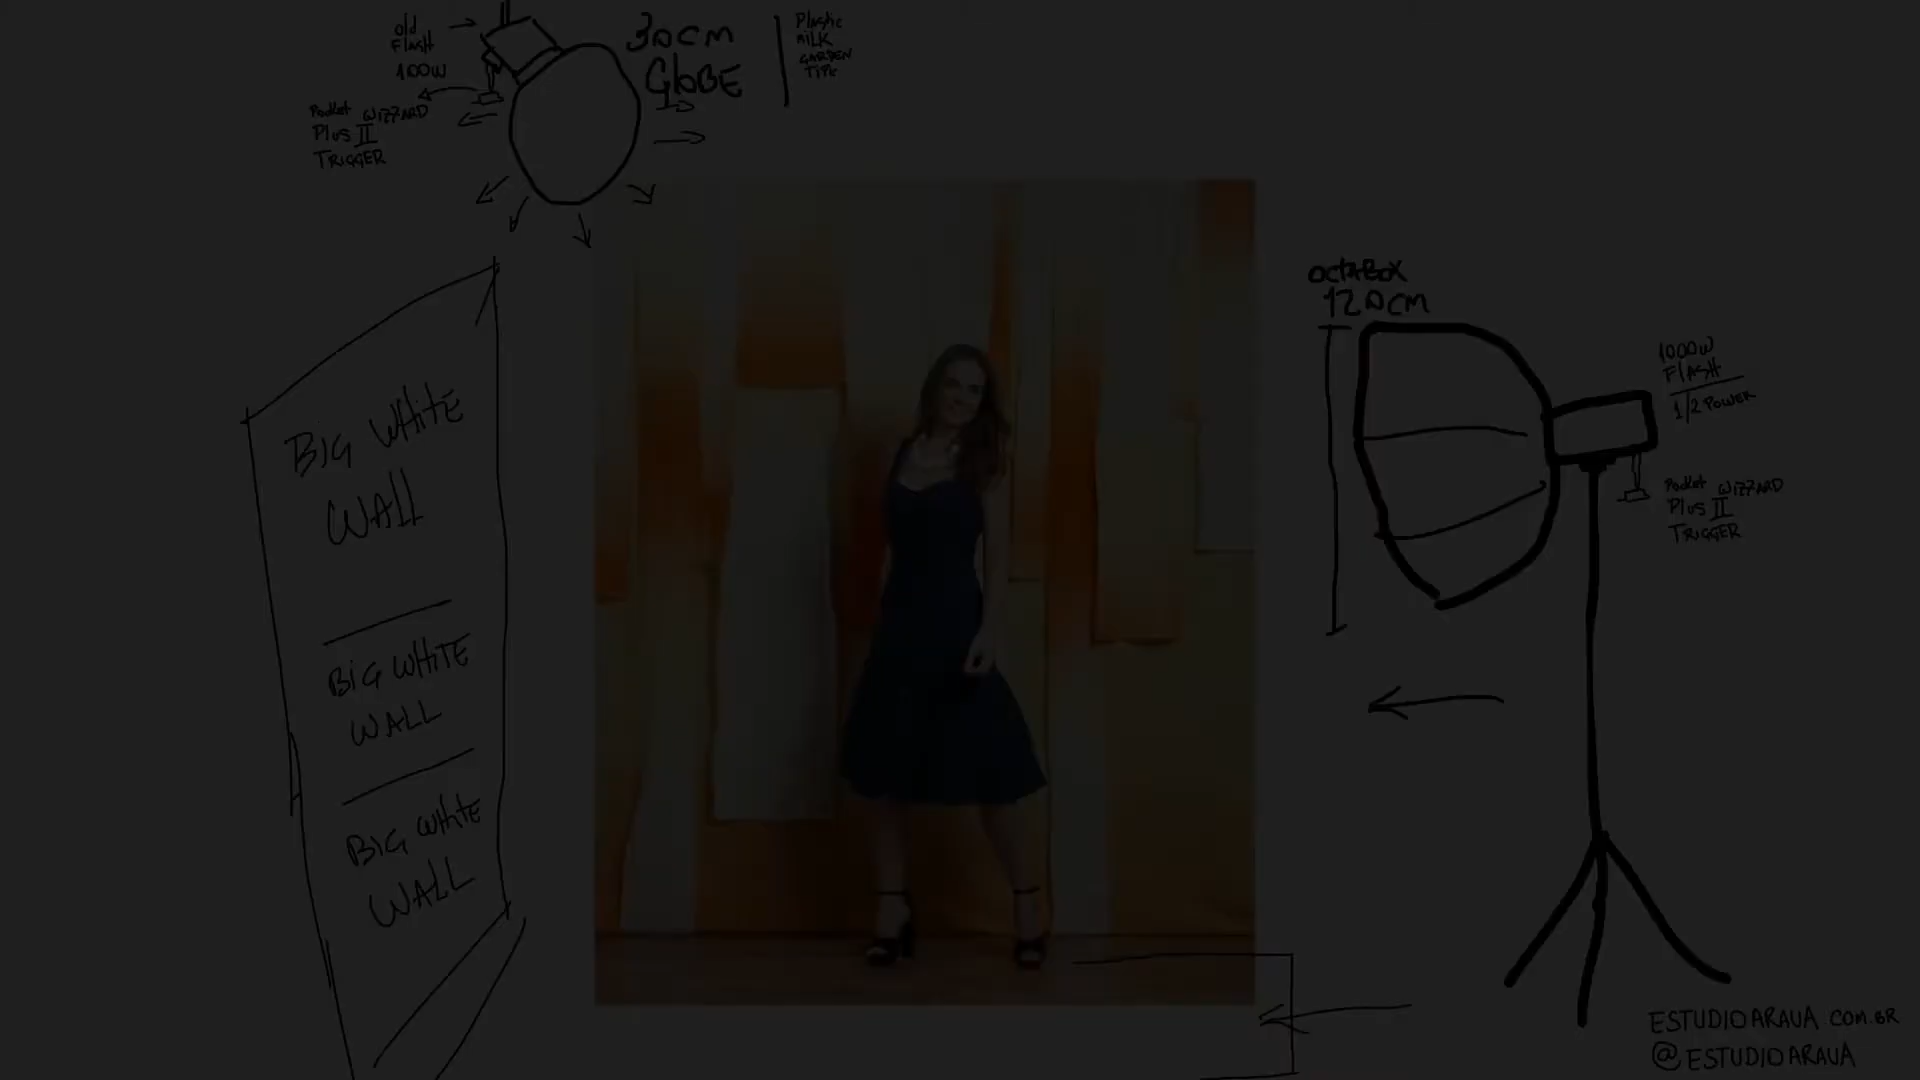 old
FLASH
100W
Pocket WIZZARD
Plus II
TRIGGER
30CM
GlOBE
Plastic
MILK
GARDEN
TIPE
BIG WHITE
WALL
BIG WHITE
WALL
BIG WHITE
WALL
OCTABOX
120CM
1000W
FlASH
1/2 POWER
Pocket WIZZARD
Plus II
TRIGGER
ESTUDIOARAUA.COM.BR
@ESTUDIOARAUA